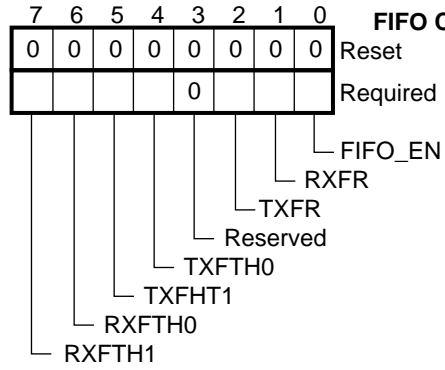 7 6 5 4 3 2 1 0 FIFO C
0 0 0 0 0 0 0 0 Reset
0 Required
FIFO_EN
RXFR
TXFR
Reserved
TXFTH0
TXFHT1
RXFTH0
RXFTH1